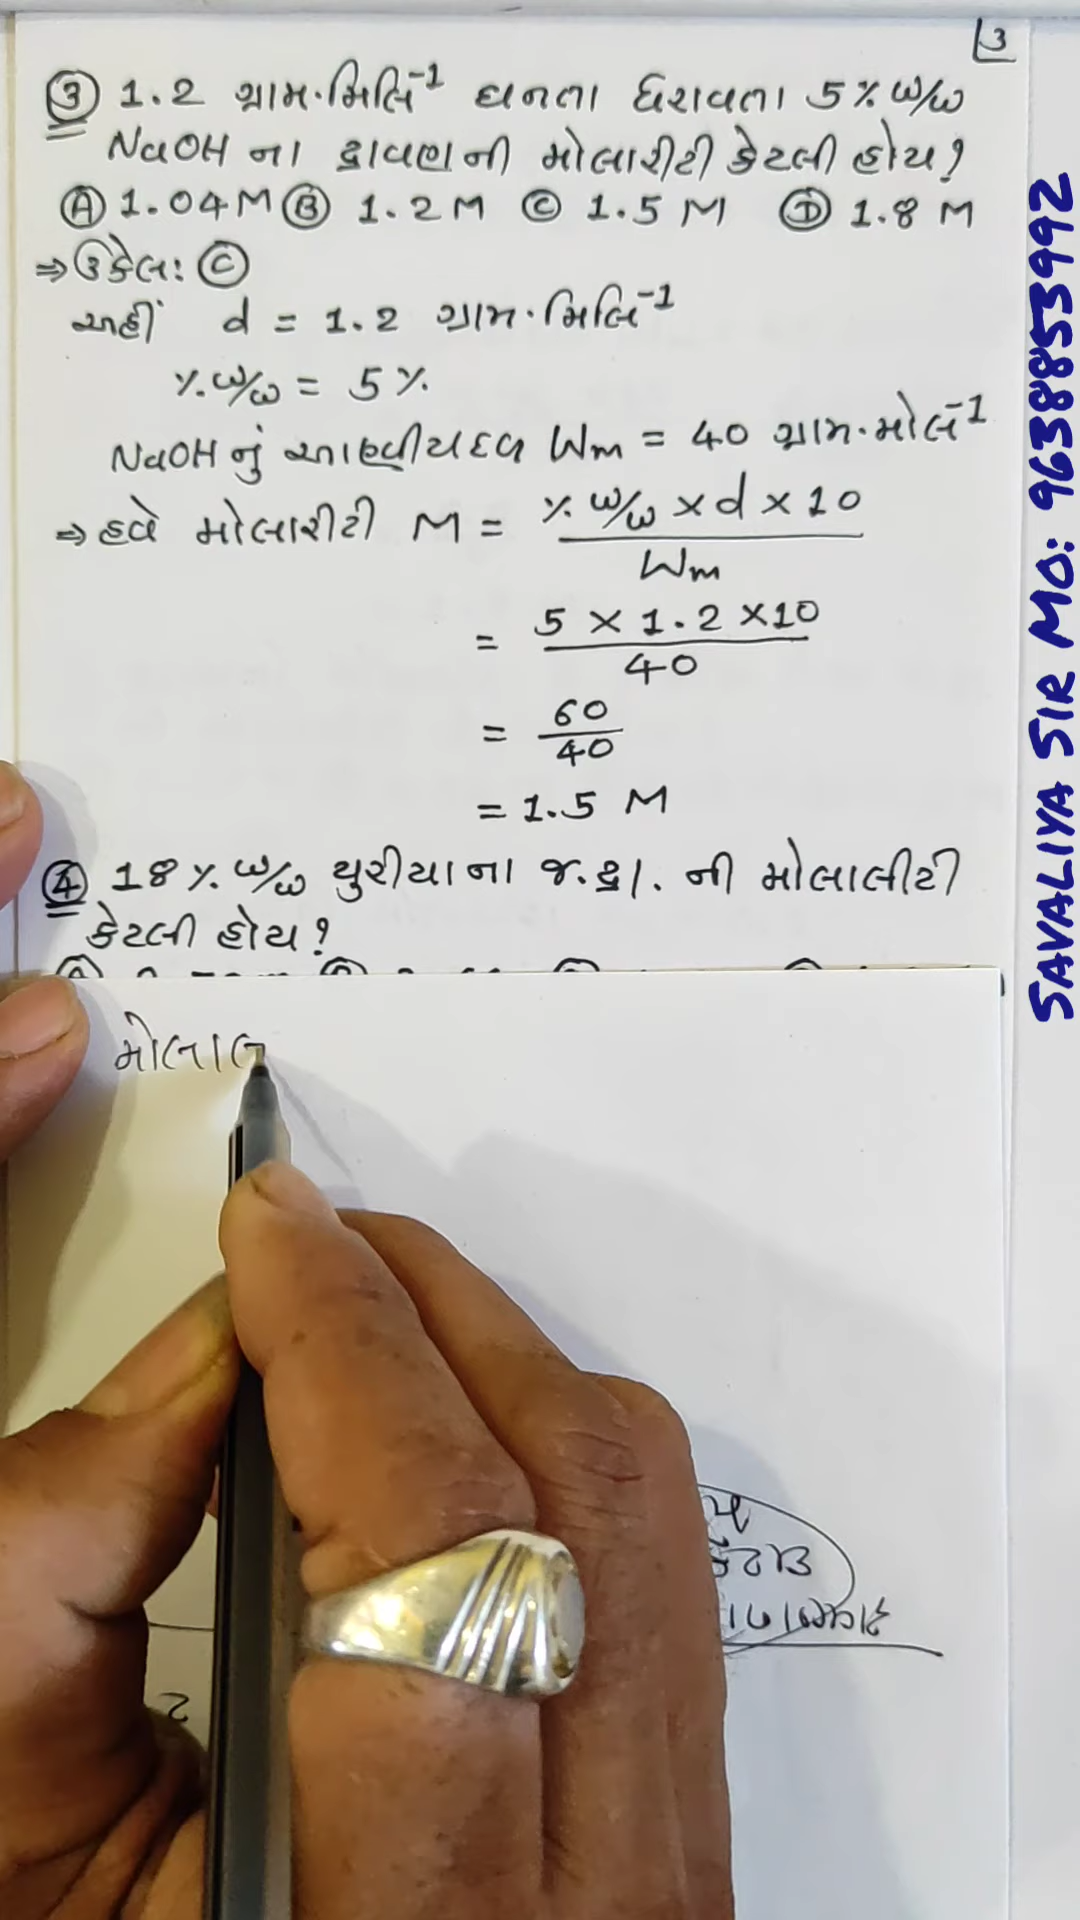 3
③ 1.2 ગ્રામ·મિલિ⁻¹ ઘનતા ધરાવતા 5% w/w
NaOH ના દ્રાવણની મોલારીટી કેટલી હોય?
Ⓐ 1.04 M Ⓑ 1.2 M Ⓒ 1.5 M Ⓓ 1.8 M
⇒ ઉકેલ: Ⓒ
અહીં d = 1.2 ગ્રામ·મિલિ⁻¹
% w/w = 5 %
NaOH નું આણ્વીયદળ Wm = 40 ગ્રામ·મોલ⁻¹
⇒ હવે મોલારીટી M = % w/w × d × 10
Wm
= 5 × 1.2 × 10
40
= 60
40
= 1.5 M
④ 18 % w/w યુરીયાના જ.દ્રા. ની મોલાલીટી
કેટલી હોય?
મોલાલ
SAVALIYA SIR MO: 9638853992